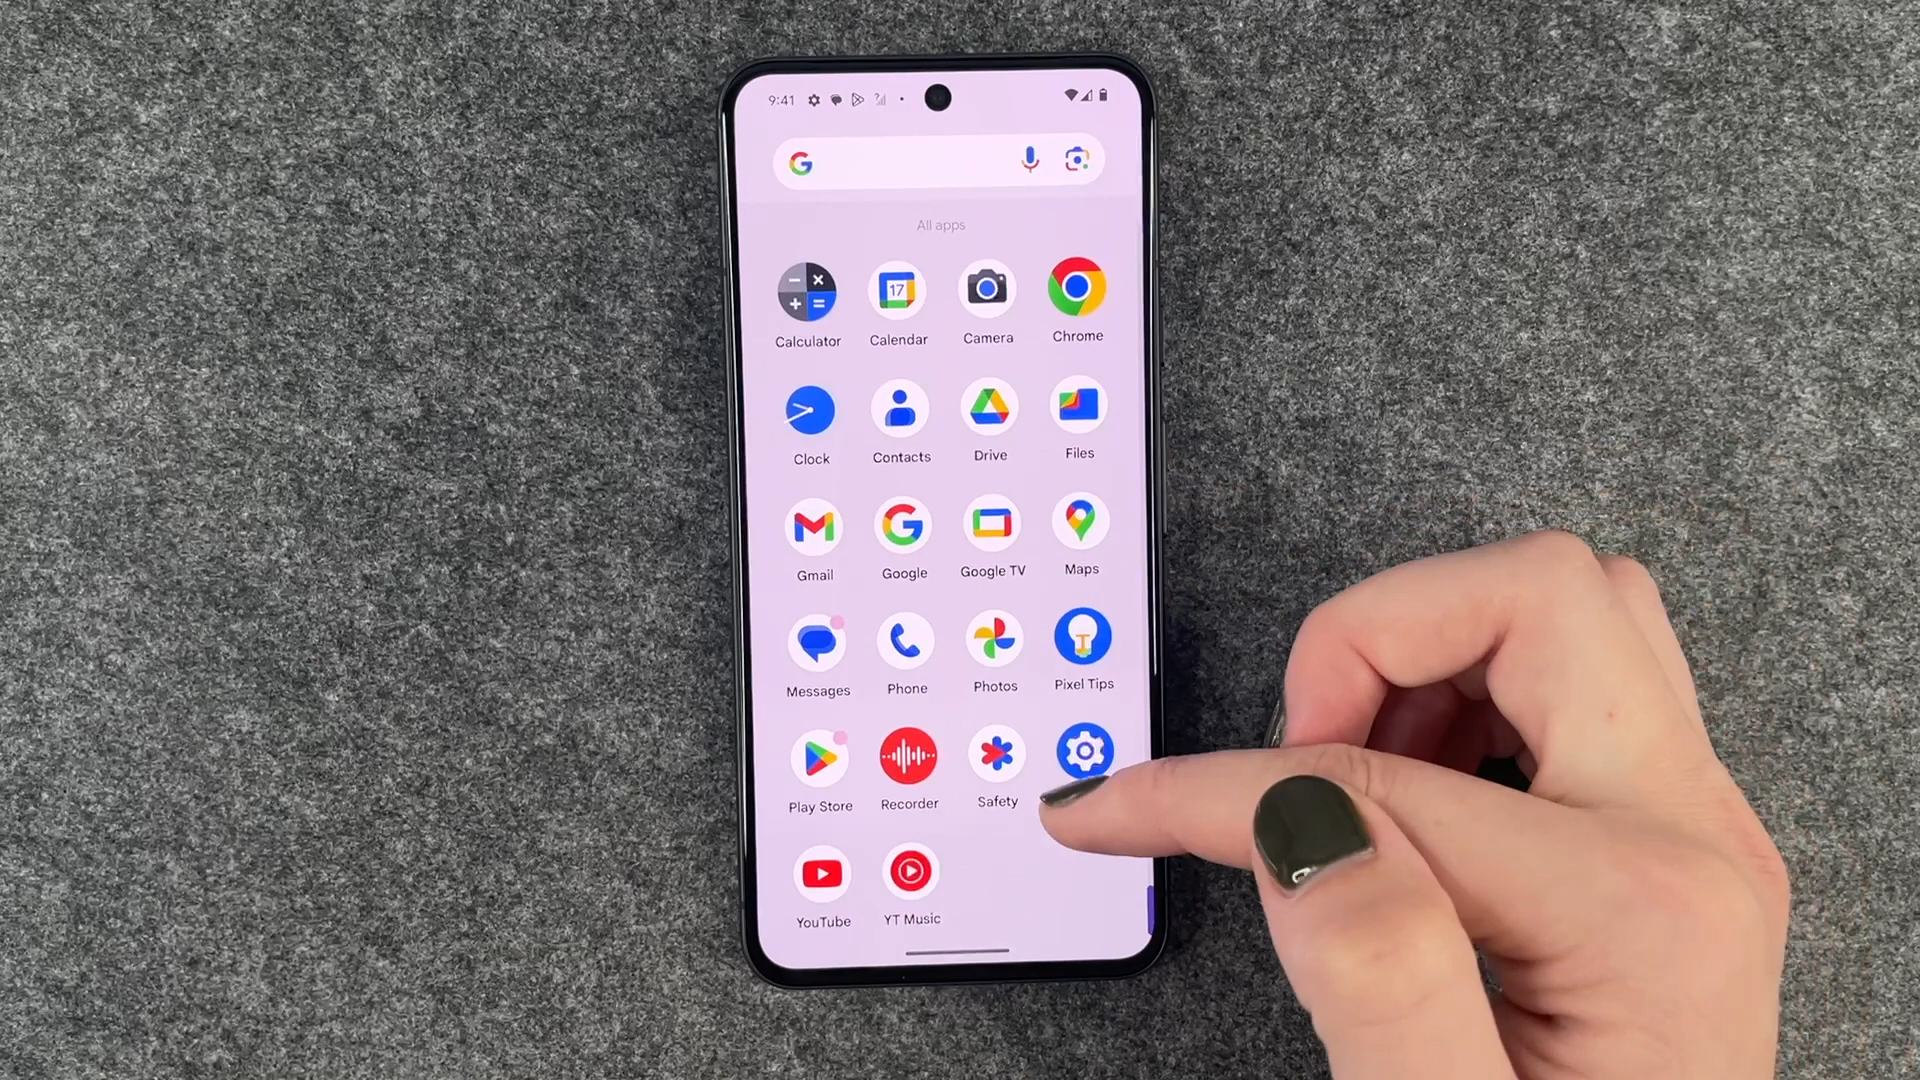 9:41
All apps
17
Calculator Calendar Camera Chrome
Clock Contacts Drive Files
Gmail Google Google TV Maps
Messages Phone Photos Pixel Tips
Play Store Recorder Safety
YouTube YT Music